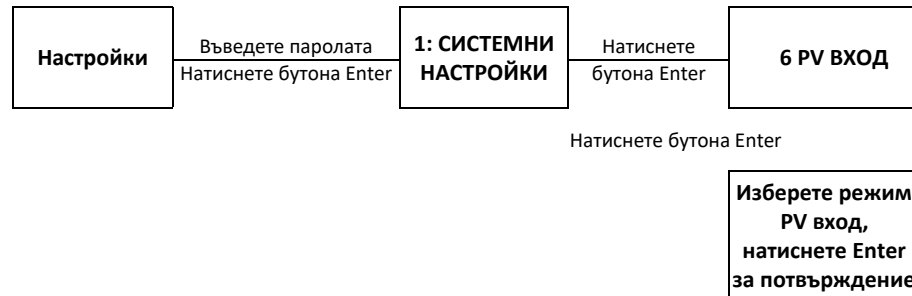 Настройки
Въведете паролата
Натиснете бутона Enter
1: СИСТЕМНИ
НАСТРОЙКИ
Натиснете
бутона Enter
6 PV ВХОД
Натиснете бутона Enter
Изберете режим
PV вход,
натиснете Enter
за потвърждение